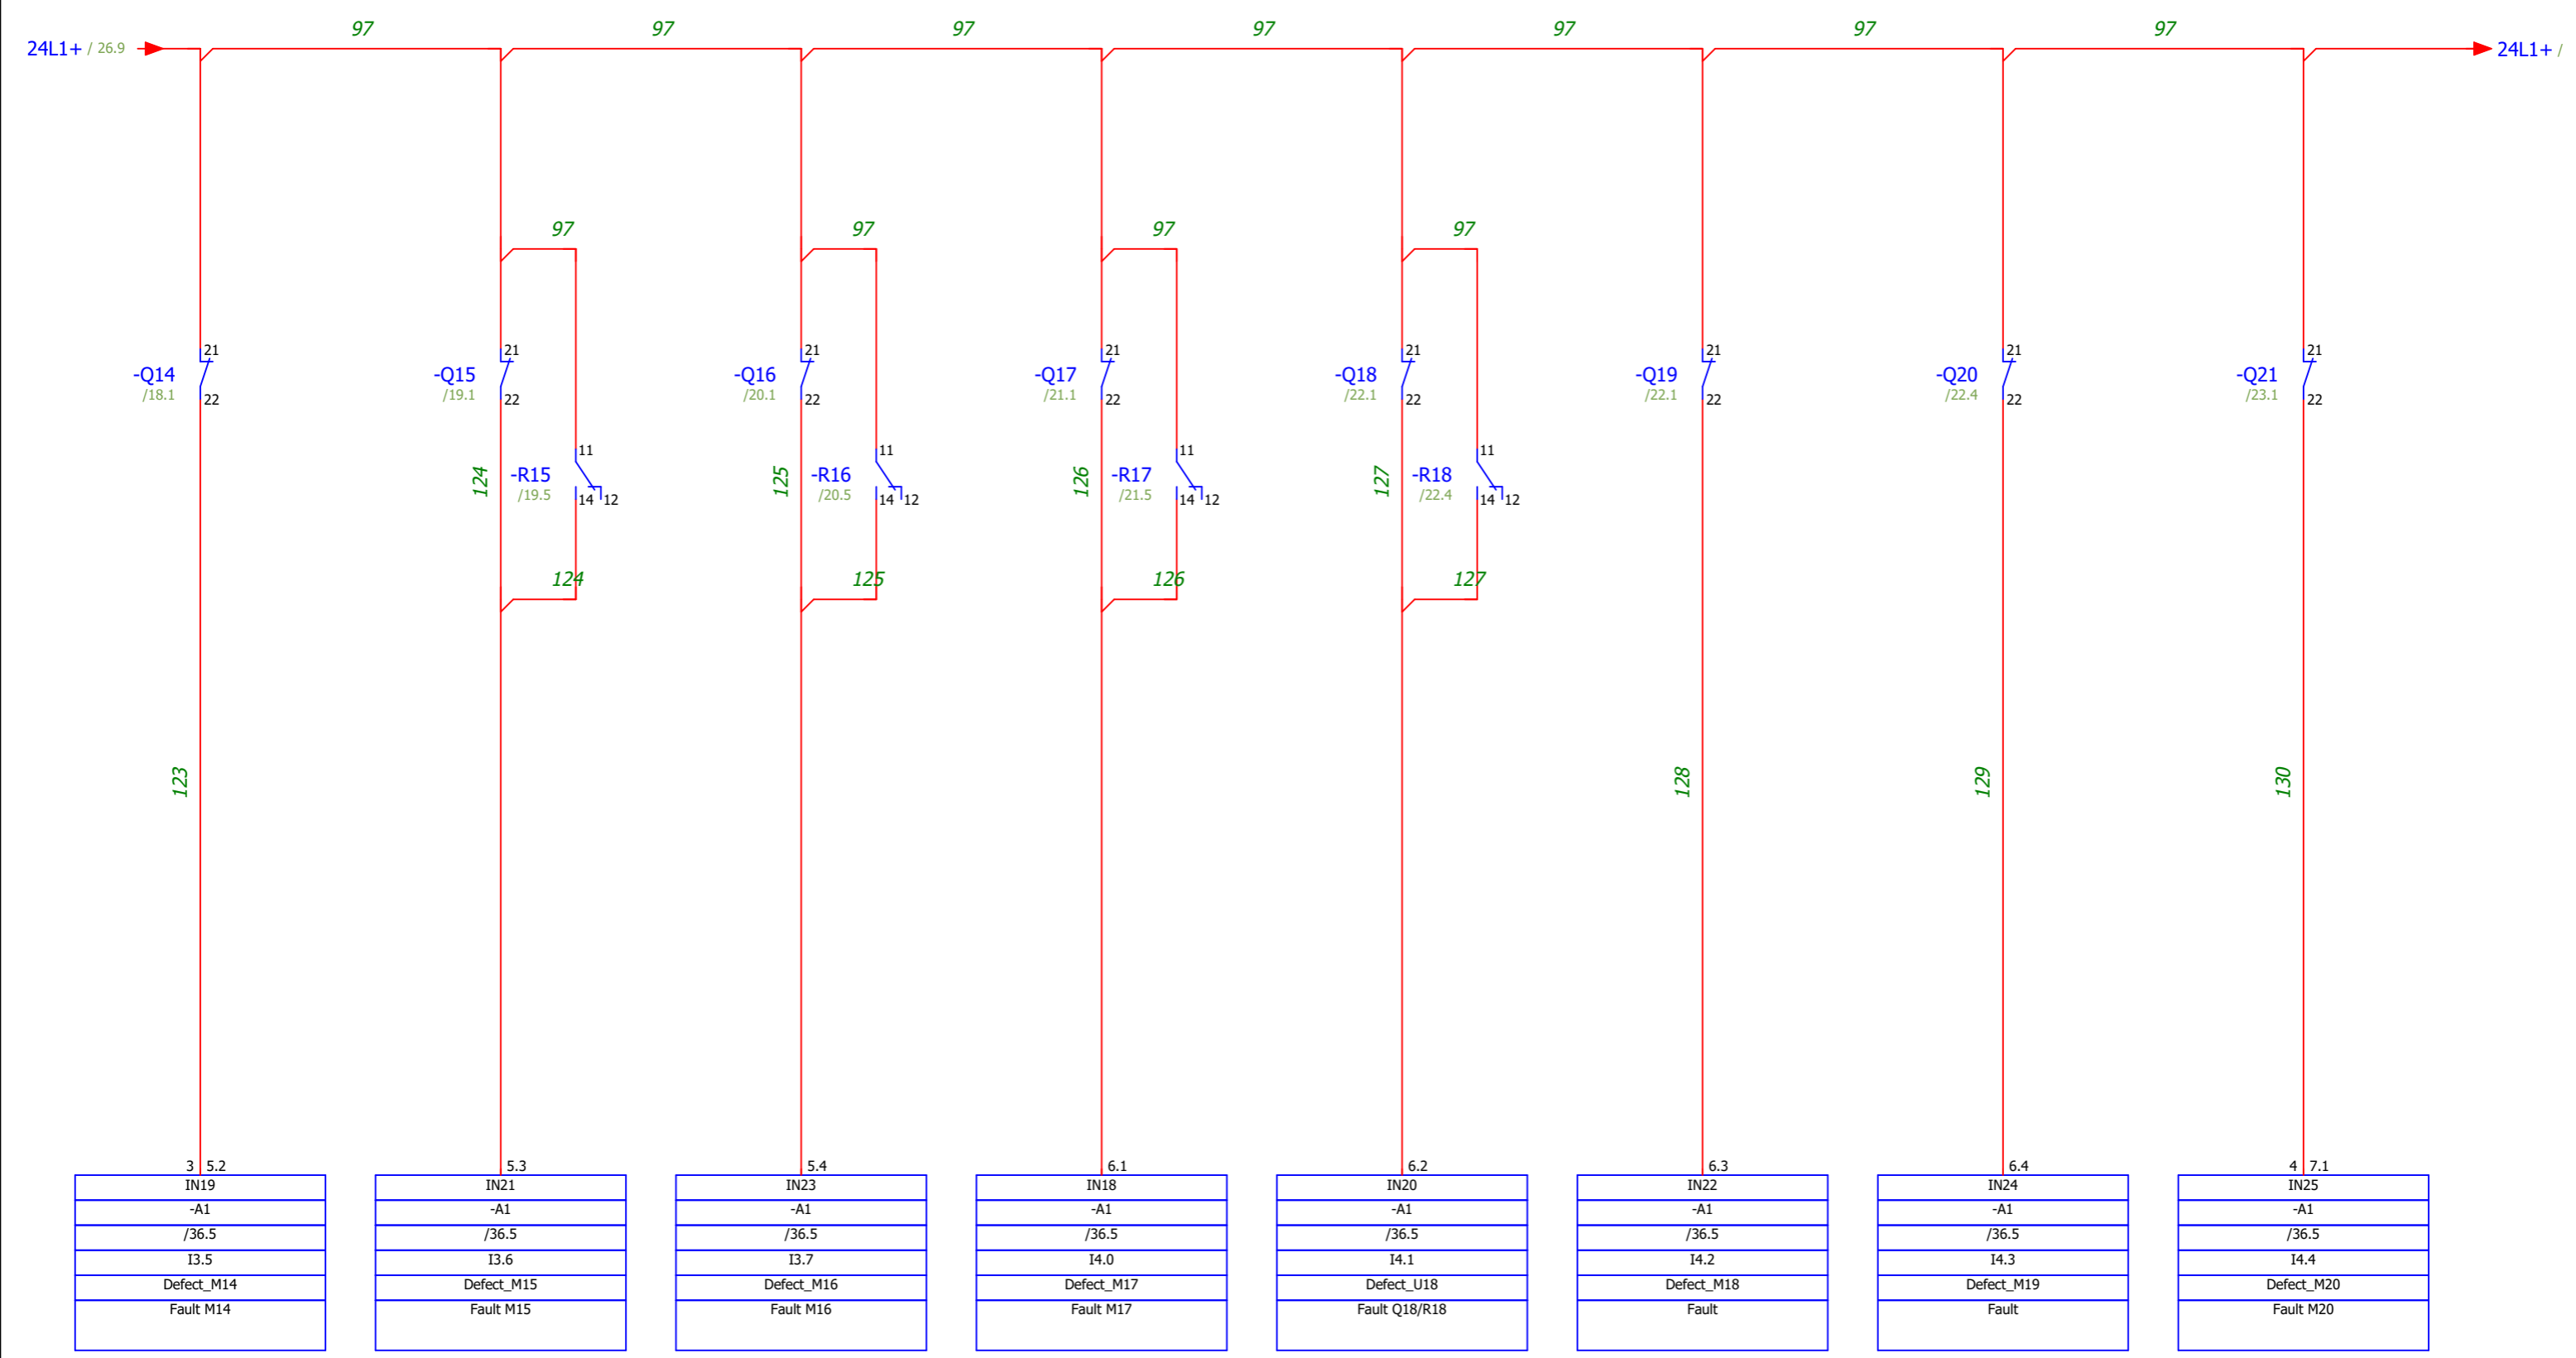 97 97 97 97 97 97 97
24L1+ / 26.9 24L1+ /
97 97 97 97
21 21 21 21 21 21 21 21
-Q14 -Q15 -Q16 -Q17 -Q18 -Q19 -Q20 -Q21
/18.1 /19.1 /20.1 /21.1 /22.1 /22.1 /22.4 /23.1
22 22 22 22 22 22 22 22
11 11 11 11
124 -R15 125 -R16 126 -R17 127 -R18
/19.5 /20.5 /21.5 /22.4
14 12 14 12 14 12 14 12
124 125 126 127
123 128 129 130
3 5.2 5.3 5.4 6.1 6.2 6.3 6.4 4 7.1
IN19 IN21 IN23 IN18 IN20 IN22 IN24 IN25
-A1 -A1 -A1 -A1 -A1 -A1 -A1 -A1
/36.5 /36.5 /36.5 /36.5 /36.5 /36.5 /36.5 /36.5
I3.5 I3.6 I3.7 I4.0 I4.1 I4.2 I4.3 I4.4
Defect_M14 Defect_M15 Defect_M16 Defect_M17 Defect_U18 Defect_M18 Defect_M19 Defect_M20
Fault M14 Fault M15 Fault M16 Fault M17 Fault Q18/R18 Fault Fault Fault M20